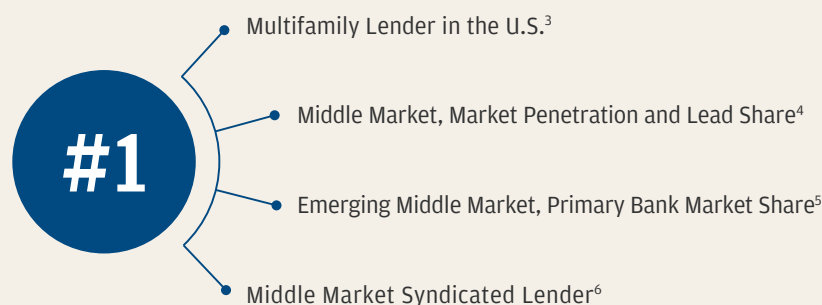 #1
Multifamily Lender in the U.S.³
Middle Market, Market Penetration and Lead Share⁴
Emerging Middle Market, Primary Bank Market Share⁵
Middle Market Syndicated Lender⁶